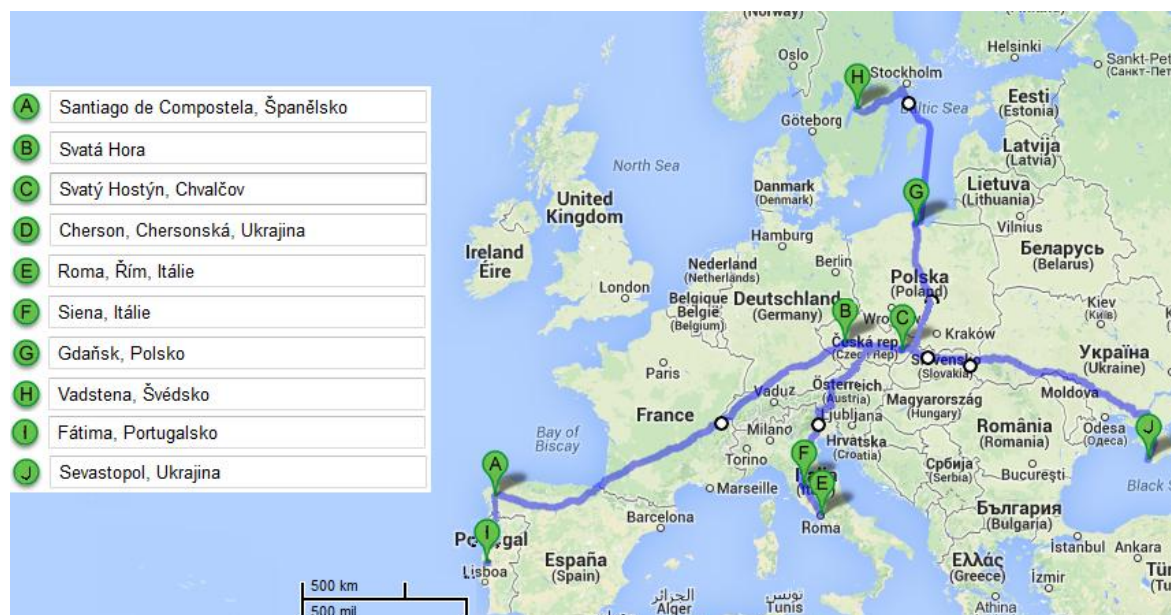 A Santiago de Compostela, Španělsko
B Svatá Hora
C Svatý Hostýn, Chvalčov
D Cherson, Chersonská, Ukrajina
E Roma, Řím, Itálie
F Siena, Itálie
G Gdaňsk, Polsko
H Vadstena, Švédsko
I Fátima, Portugalsko
J Sevastopol, Ukrajina
(Norway)
Oslo
Helsinki
Sankt-Pet
(Санкт-Пет
H
Stockholm
Baltic Sea
Eesti
(Estonia)
Göteborg
North Sea
Latvija
(Latvia)
Danmark
(Denmark)
G
Lietuva
(Lithuania)
Vilnius
United
Kingdom
Hamburg
Беларусь
(Belarus)
Ireland
Éire
Nederland
(Netherlands)
Berlin
Polska
(Poland)
London
België
Belgique
(Belgium)
Deutschland
(Germany)
B
C
Kraków
Kiev
(Київ)
Česká rep
(Czech Rep)
Україна
(Ukraine)
Paris
(Slovakia)
Vaduz
Österreich
(Austria)
Magyarország
(Hungary)
Moldova
France
Ljubljana
Milano
Hrvatska
(Croatia)
România
(Romania)
Odesa
(Одеса)
J
Bay of
Biscay
Torino
F
Србија
(Serbia)
București
A
Marseille
E
Black S
Barcelona
Roma
България
(Bulgaria)
I
Lisboa
España
(Spain)
İstanbul
Ankara
Ελλάς
(Greece)
İzmir
500 km
500 mil
الجزائر
Alger
تونس
Tunis
Athina